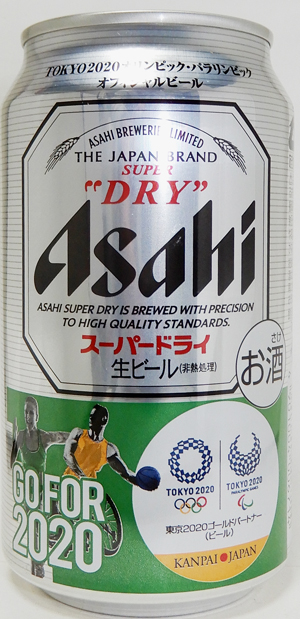 TOKYO2020オリンピック・パラリンピック
オフィシャルビール
ASAHI BREWERIES LIMITED
THE JAPAN BRAND
SUPER
"DRY"
Asahi
ASAHI SUPER DRY IS BREWED WITH PRECISION
TO HIGH QUALITY STANDARDS.
スーパードライ
生ビール(非熱処理)
さけ
お酒
GO FOR
2020
TOKYO 2020
TOKYO 2020
PARALYMPIC GAMES
東京2020ゴールドパートナー
(ビール)
KANPAI JAPAN